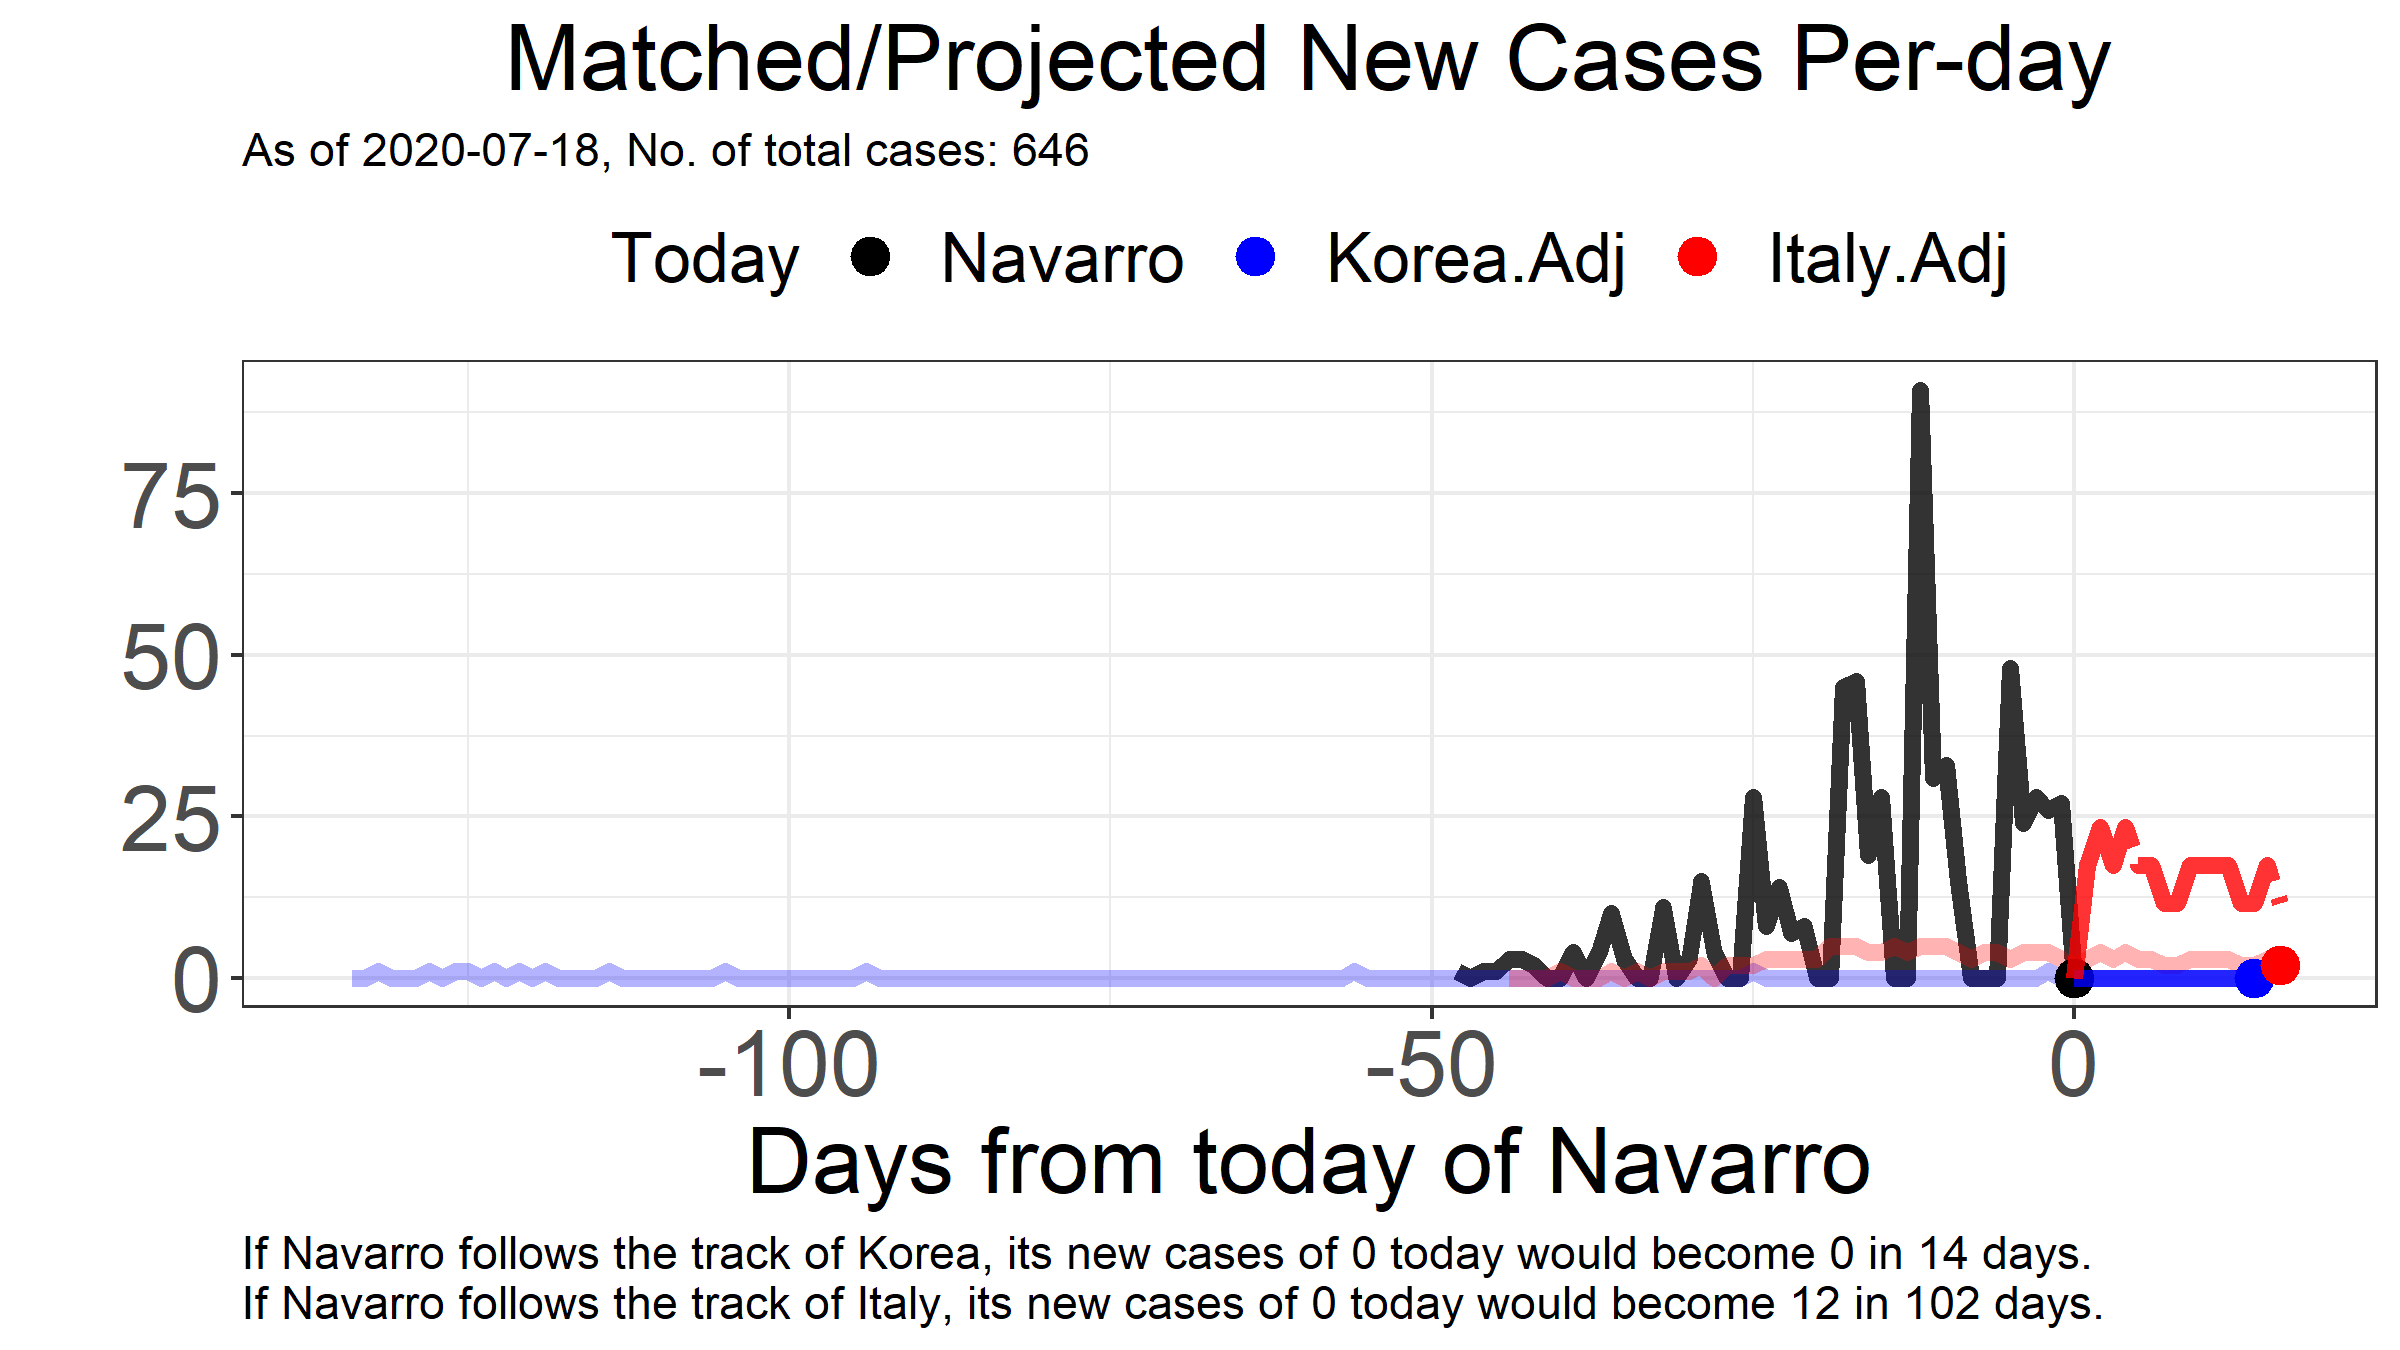 Matched/Projected New Cases Per-day
As of 2020-07-18, No. of total cases: 646
Today Navarro Korea.Adj Italy.Adj
75
50
25
0
-100 -50 0
Days from today of Navarro
If Navarro follows the track of Korea, its new cases of 0 today would become 0 in 14 days.
If Navarro follows the track of Italy, its new cases of 0 today would become 12 in 102 days.